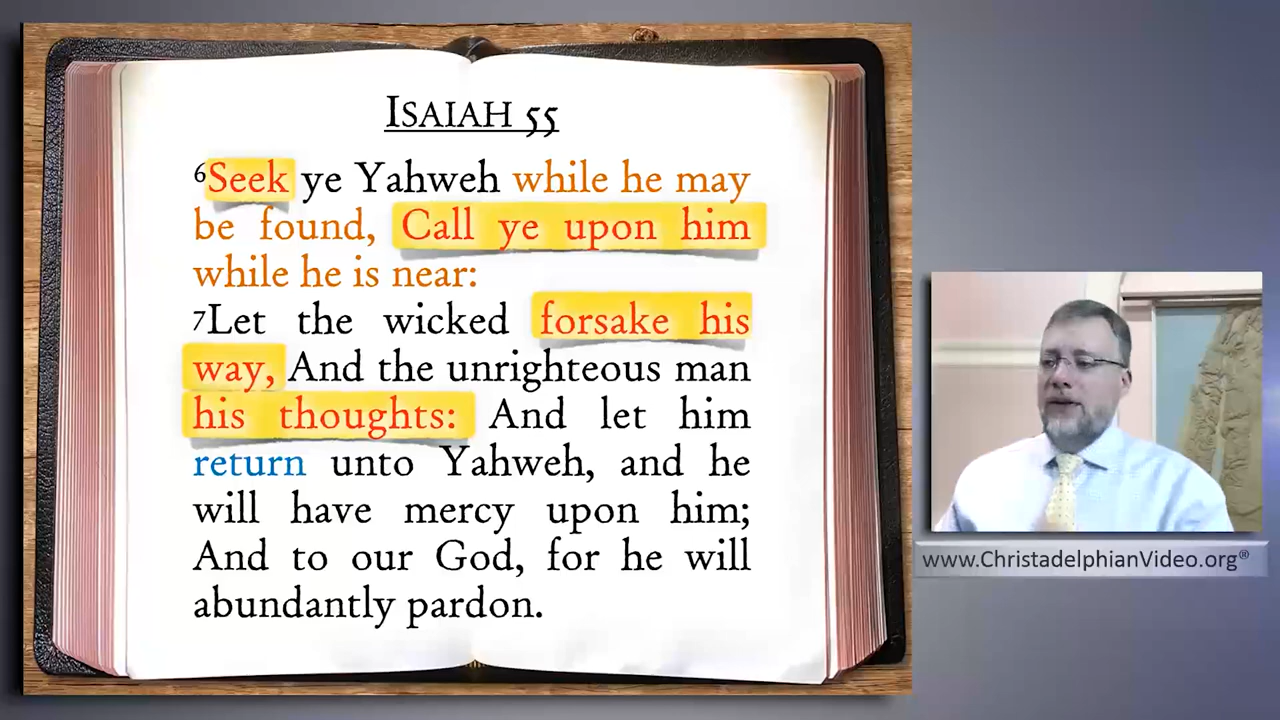 ISAIAH 55
⁶Seek ye Yahweh while he may
be found, Call ye upon him
while he is near:
⁷Let the wicked forsake his
way, And the unrighteous man
his thoughts: And let him
return unto Yahweh, and he
will have mercy upon him;
And to our God, for he will
abundantly pardon.
www.ChristadelphianVideo.org®